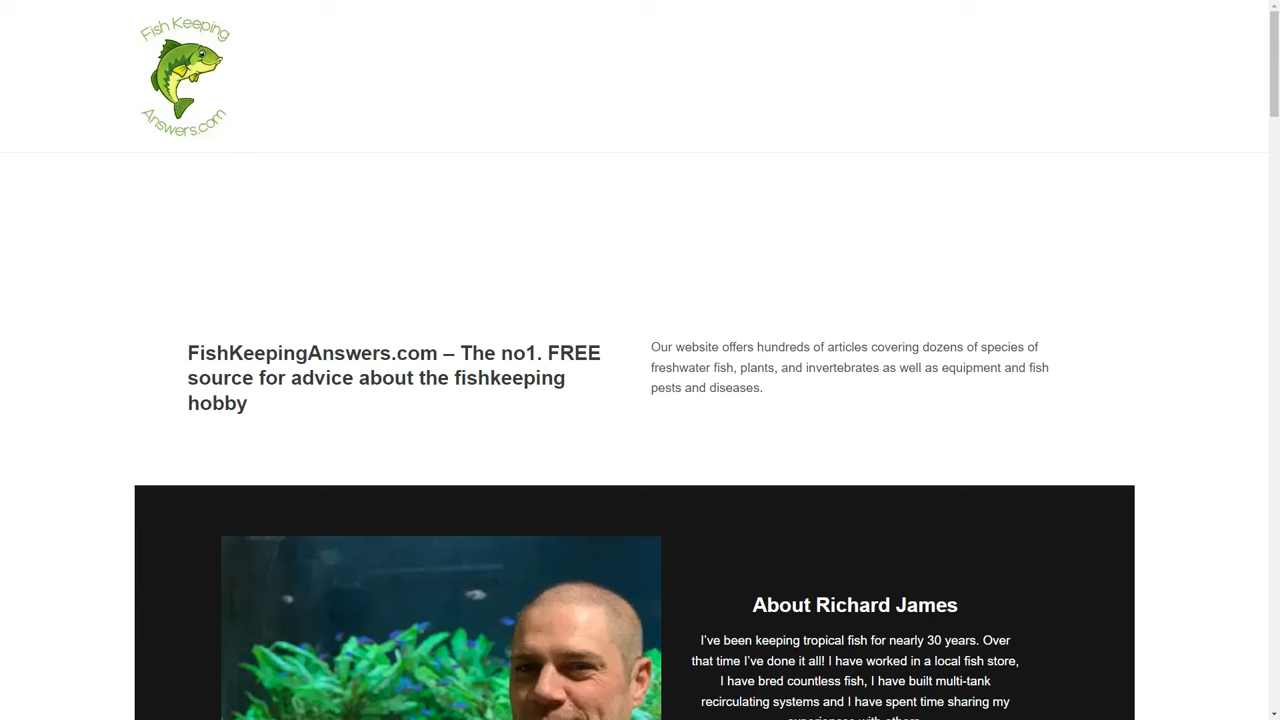 Fish Keeping
Answers.com
FishKeepingAnswers.com – The no1. FREE
source for advice about the fishkeeping
hobby
Our website offers hundreds of articles covering dozens of species of
freshwater fish, plants, and invertebrates as well as equipment and fish
pests and diseases.
About Richard James
I've been keeping tropical fish for nearly 30 years. Over
that time I've done it all! I have worked in a local fish store,
I have bred countless fish, I have built multi-tank
recirculating systems and I have spent time sharing my
experiences with others.